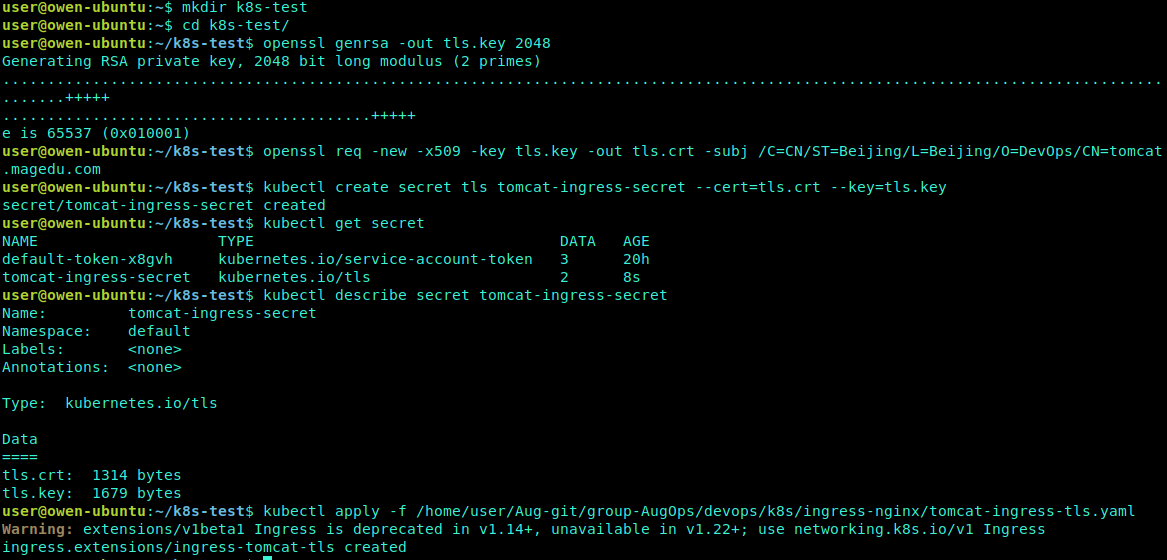 user@owen-ubuntu:~$ mkdir k8s-test
user@owen-ubuntu:~$ cd k8s-test/
user@owen-ubuntu:~/k8s-test$ openssl genrsa -out tls.key 2048
Generating RSA private key, 2048 bit long modulus (2 primes)
.................................................................................................................................
.......+++++
.........................................+++++
e is 65537 (0x010001)
user@owen-ubuntu:~/k8s-test$ openssl req -new -x509 -key tls.key -out tls.crt -subj /C=CN/ST=Beijing/L=Beijing/O=DevOps/CN=tomcat
.magedu.com
user@owen-ubuntu:~/k8s-test$ kubectl create secret tls tomcat-ingress-secret --cert=tls.crt --key=tls.key
secret/tomcat-ingress-secret created
user@owen-ubuntu:~/k8s-test$ kubectl get secret
NAME                    TYPE                                  DATA   AGE
default-token-x8gvh     kubernetes.io/service-account-token   3      20h
tomcat-ingress-secret   kubernetes.io/tls                     2      8s
user@owen-ubuntu:~/k8s-test$ kubectl describe secret tomcat-ingress-secret
Name:         tomcat-ingress-secret
Namespace:    default
Labels:       <none>
Annotations:  <none>

Type:  kubernetes.io/tls

Data
====
tls.crt:  1314 bytes
tls.key:  1679 bytes
user@owen-ubuntu:~/k8s-test$ kubectl apply -f /home/user/Aug-git/group-AugOps/devops/k8s/ingress-nginx/tomcat-ingress-tls.yaml
Warning: extensions/v1beta1 Ingress is deprecated in v1.14+, unavailable in v1.22+; use networking.k8s.io/v1 Ingress
ingress.extensions/ingress-tomcat-tls created